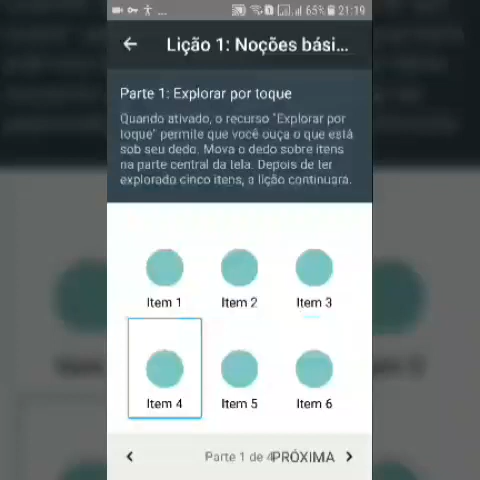 65% 21:19
Lição 1: Noções bási...
Parte 1: Explorar por toque
Quando ativado, o recurso "Explorar por
toque" permite que você ouça o que está
sob seu dedo. Mova o dedo sobre itens
na parte central da tela. Depois de ter
explorado cinco itens, a lição continuará.
Item 1 Item 2 Item 3
Item 4 Item 5 Item 6
Parte 1 de 4 PRÓXIMA